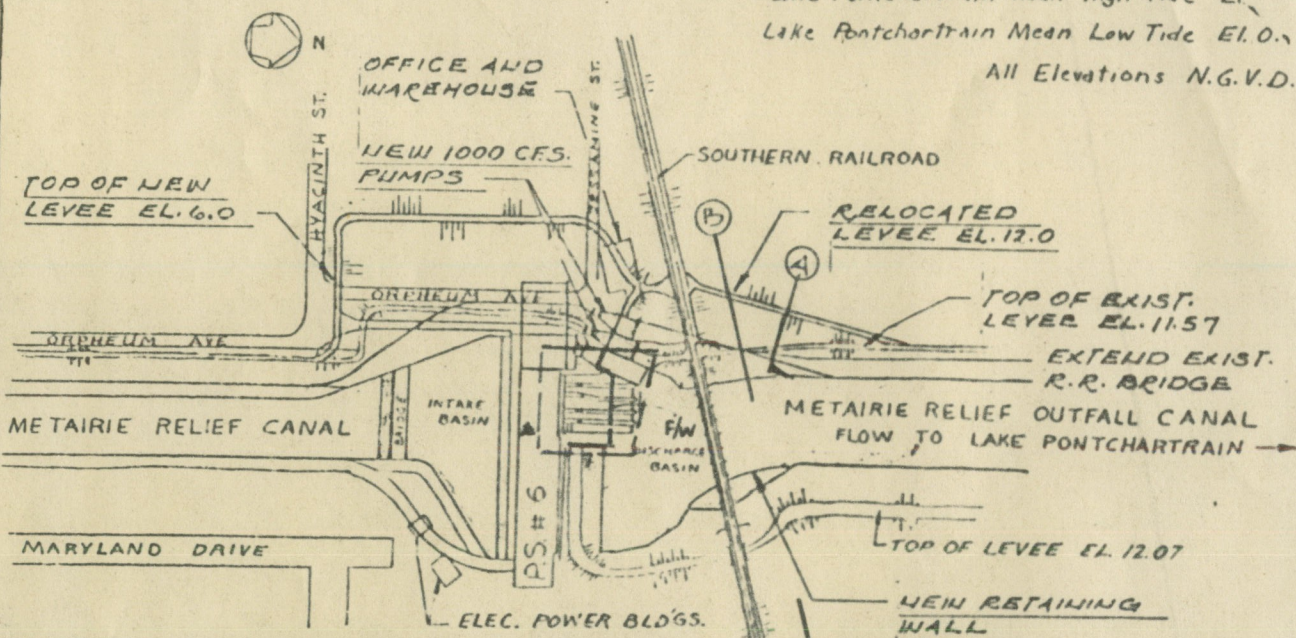 Lake Pontchartrain Mean Low Tide El. 0.
All Elevations N.G.V.D.
N
OFFICE AND
WAREHOUSE
HYACINTH ST.
JESSAMINE ST.
NEW 1000 CFS.
PUMPS
SOUTHERN RAILROAD
TOP OF NEW
LEVEE EL. 6.0
B
RELOCATED
LEVEE EL. 12.0
A
ORPHEUM AVE
TOP OF EXIST.
LEVEE EL. 11.57
ORPHEUM AVE
EXTEND EXIST.
R.R. BRIDGE
METAIRIE RELIEF CANAL
BRIDGE
INTAKE
BASIN
F/W
DISCHARGE
BASIN
METAIRIE RELIEF OUTFALL CANAL
FLOW TO LAKE PONTCHARTRAIN
P.S. # 6
MARYLAND DRIVE
TOP OF LEVEE EL 12.07
ELEC. POWER BLD'GS.
NEW RETAINING
WALL